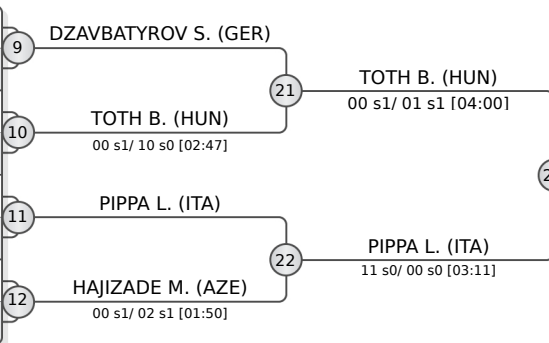 9
DZAVBATYROV S. (GER)
21
TOTH B. (HUN)
00 s1/ 01 s1 [04:00]
10
TOTH B. (HUN)
00 s1/ 10 s0 [02:47]
11
PIPPA L. (ITA)
22
PIPPA L. (ITA)
11 s0/ 00 s0 [03:11]
12
HAJIZADE M. (AZE)
00 s1/ 02 s1 [01:50]